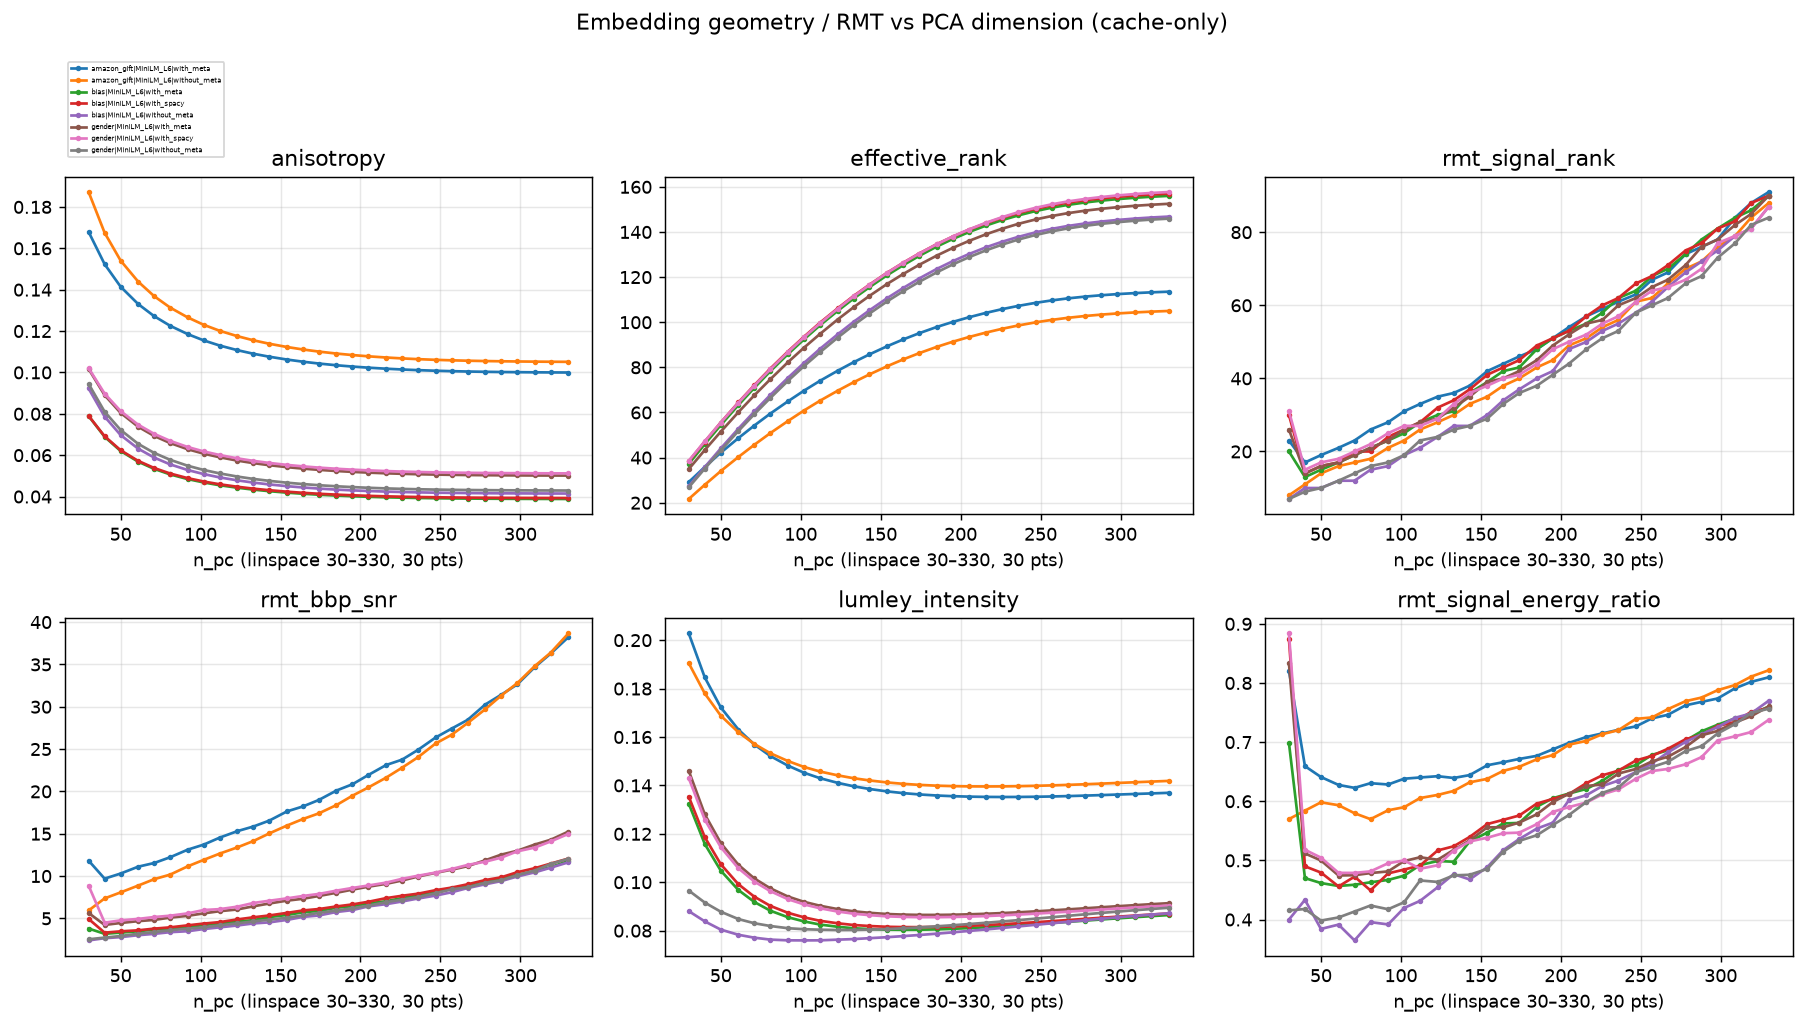 Embedding geometry / RMT vs PCA dimension (cache-only)
amazon_gift|MiniLM_L6|with_meta
amazon_gift|MiniLM_L6|without_meta
bias|MiniLM_L6|with_meta
bias|MiniLM_L6|with_spacy
bias|MiniLM_L6|without_meta
gender|MiniLM_L6|with_meta
gender|MiniLM_L6|with_spacy
gender|MiniLM_L6|without_meta
anisotropy
0.18
0.16
0.14
0.12
0.10
0.08
0.06
0.04
50 100 150 200 250 300
n_pc (linspace 30–330, 30 pts)
effective_rank
160
140
120
100
80
60
40
20
50 100 150 200 250 300
n_pc (linspace 30–330, 30 pts)
rmt_signal_rank
80
60
40
20
50 100 150 200 250 300
n_pc (linspace 30–330, 30 pts)
rmt_bbp_snr
40
35
30
25
20
15
10
5
50 100 150 200 250 300
n_pc (linspace 30–330, 30 pts)
lumley_intensity
0.20
0.18
0.16
0.14
0.12
0.10
0.08
50 100 150 200 250 300
n_pc (linspace 30–330, 30 pts)
rmt_signal_energy_ratio
0.9
0.8
0.7
0.6
0.5
0.4
50 100 150 200 250 300
n_pc (linspace 30–330, 30 pts)